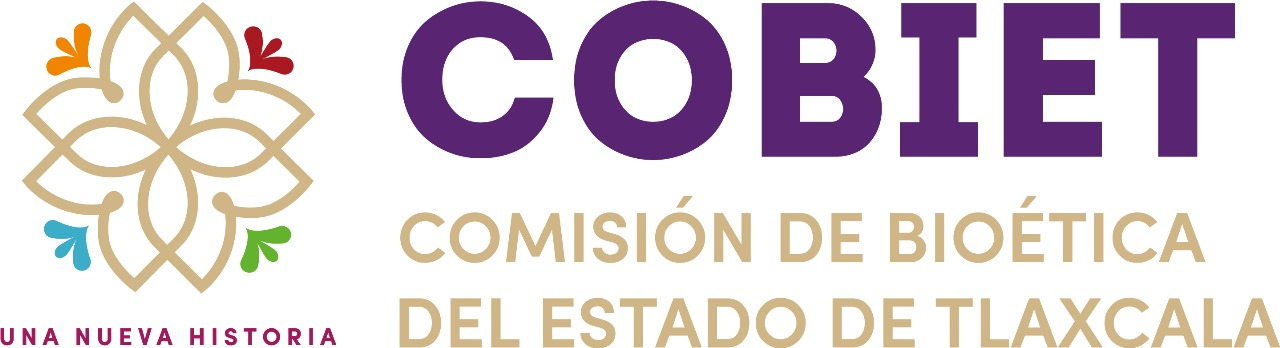 COBIET
COMISIÓN DE BIOÉTICA
DEL ESTADO DE TLAXCALA
UNA NUEVA HISTORIA